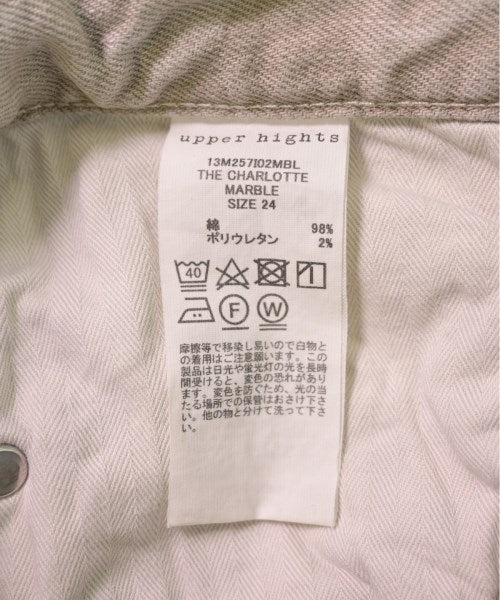 upper hights
13M257I02MBL
THE CHARLOTTE
MARBLE
SIZE 24
綿 98%
ポリウレタン 2%
40
F W
摩擦等で移染し易いので白物と
の着用はご注意願います。この
製品は日光や蛍光灯の光を長時
間受けると、変色の恐れがあり
ます。変色を防ぐため、光の当
たる場所での保管はおさけ下さ
い。他の物と分けて洗って下さ
い。